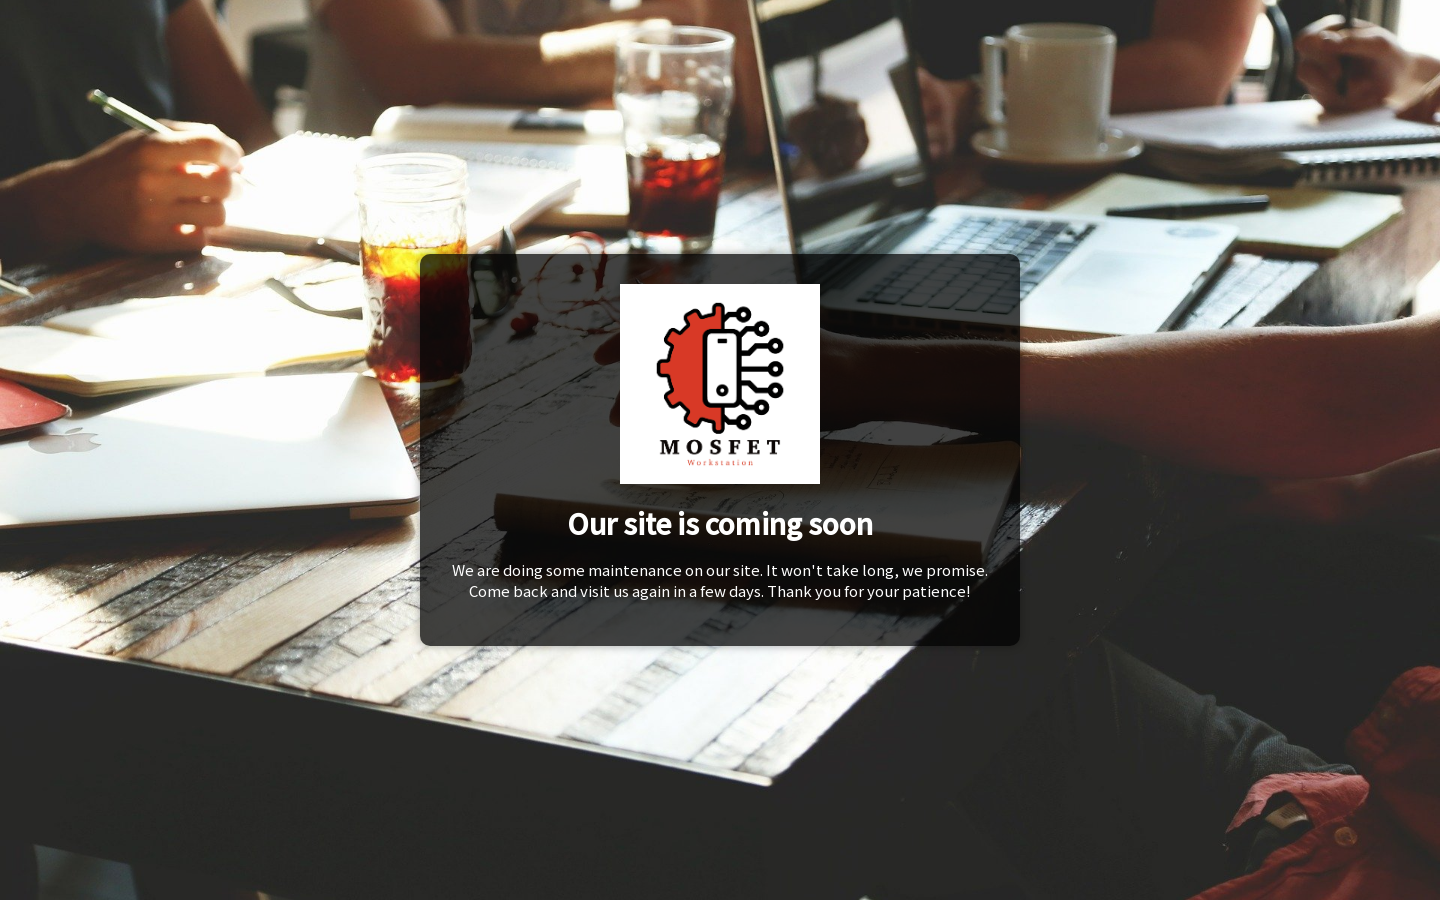 MOSFET
Workstation
Our site is coming soon
We are doing some maintenance on our site. It won't take long, we promise.
Come back and visit us again in a few days. Thank you for your patience!